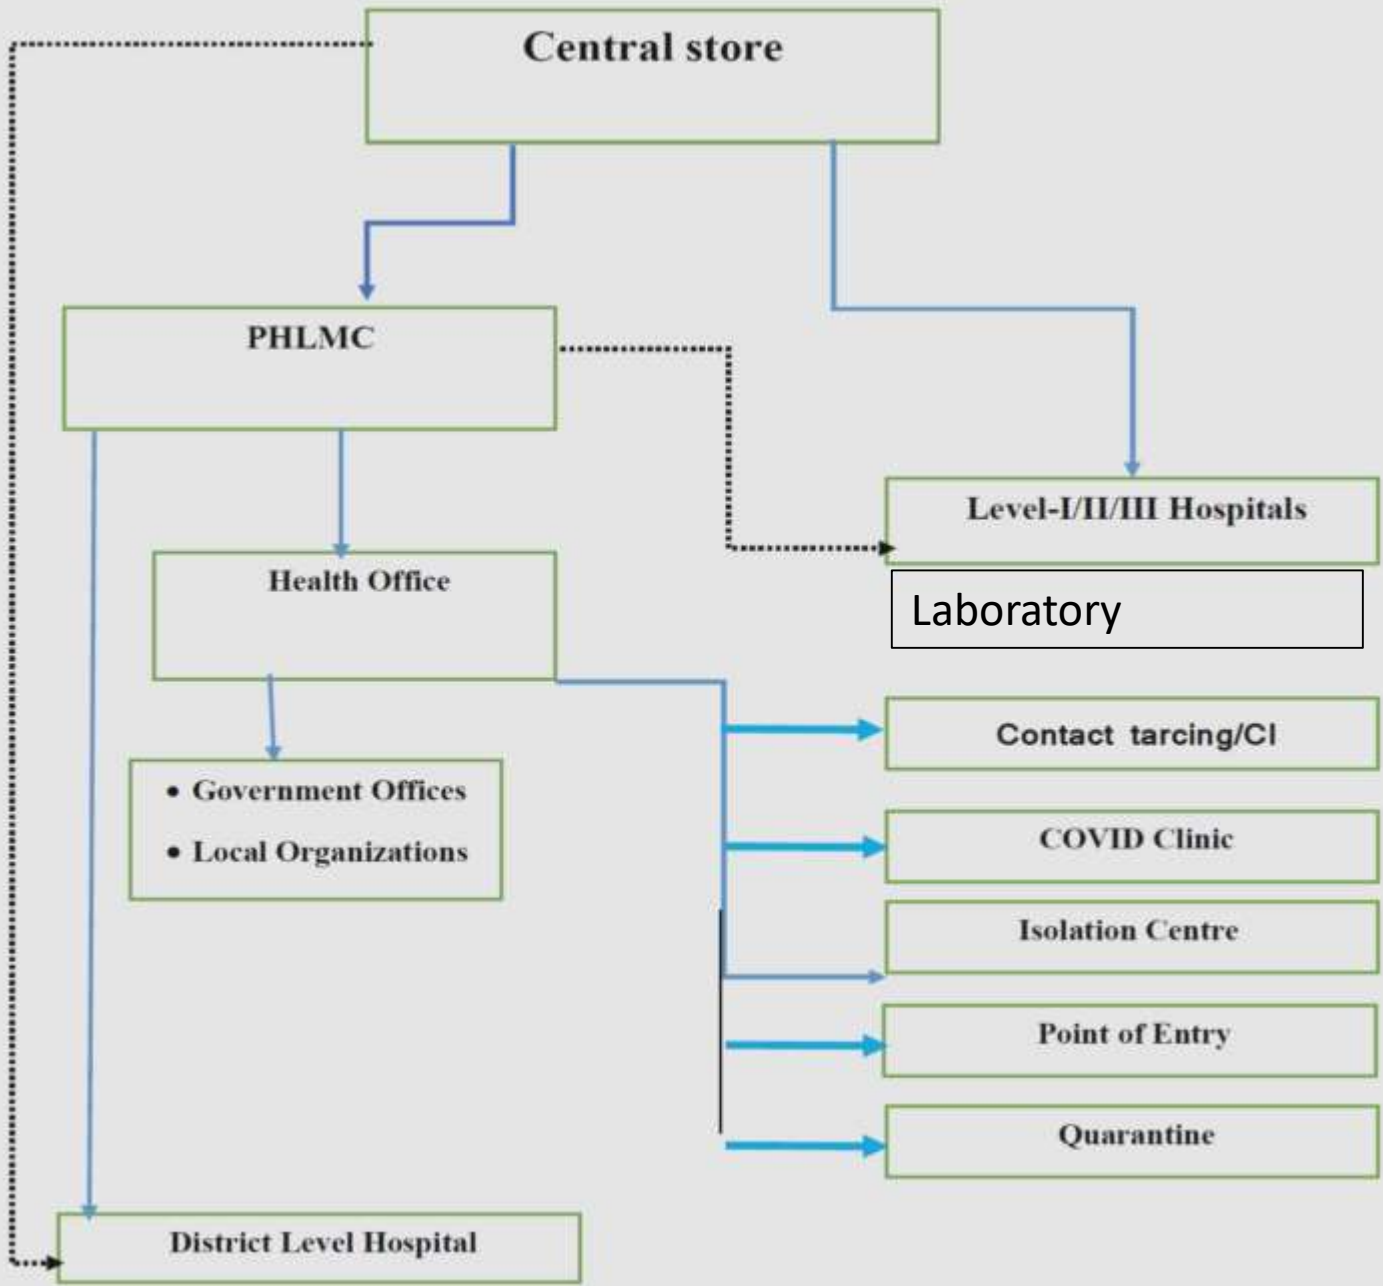 Central store
PHLMC
Level-I/II/III Hospitals
Laboratory
Health Office
Contact tarcing/CI
• Government Offices
• Local Organizations
COVID Clinic
Isolation Centre
Point of Entry
Quarantine
District Level Hospital